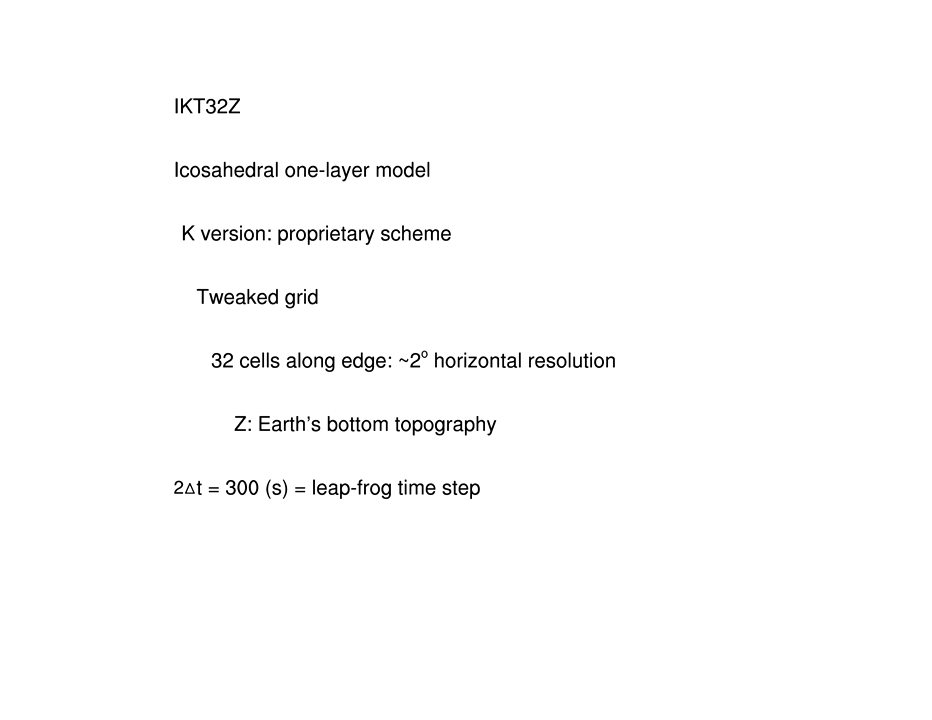 IKT32Z
Icosahedral one-layer model
K version: proprietary scheme
Tweaked grid
32 cells along edge: ~2° horizontal resolution
Z: Earth’s bottom topography
2△t = 300 (s) = leap-frog time step